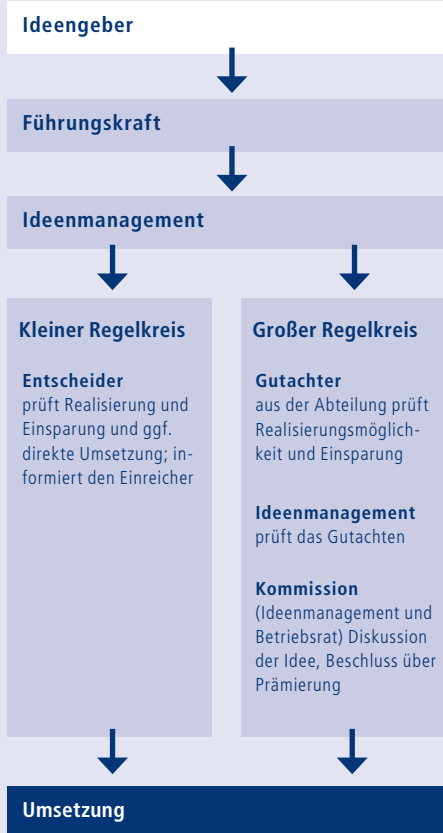 Ideengeber
Führungskraft
Ideenmanagement
Kleiner Regelkreis
Entscheider
prüft Realisierung und
Einsparung und ggf.
direkte Umsetzung; in-
formiert den Einreicher
Großer Regelkreis
Gutachter
aus der Abteilung prüft
Realisierungsmöglich-
keit und Einsparung
Ideenmanagement
prüft das Gutachten
Kommission
(Ideenmanagement und
Betriebsrat) Diskussion
der Idee, Beschluss über
Prämierung
Umsetzung